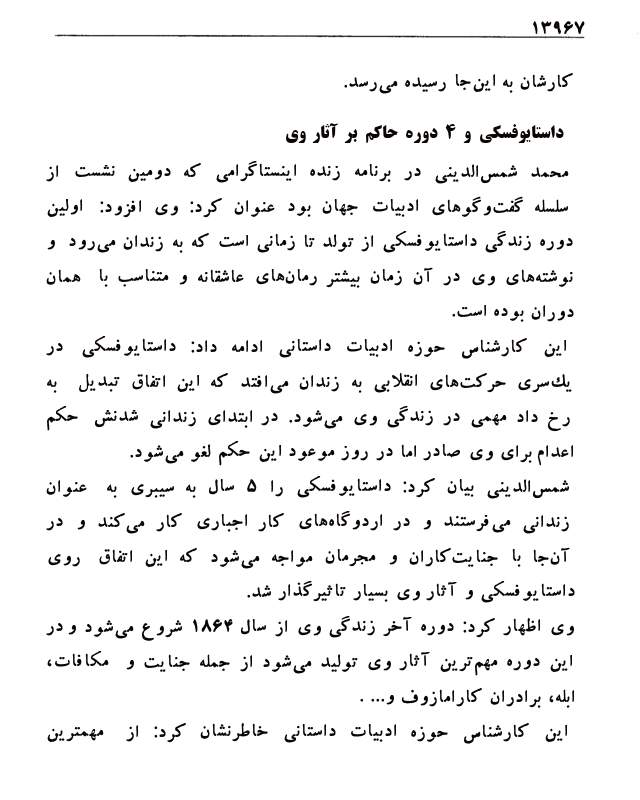 ۱۳۹۶۷
کارشان به این‌جا رسیده می‌رسد.
داستایوفسکی و ۴ دوره حاکم بر آثار وی
محمد شمس‌الدینی در برنامه زنده اینستاگرامی که دومین نشست از
سلسله گفت‌وگوهای ادبیات جهان بود عنوان کرد: وی افزود: اولین
دوره زندگی داستایوفسکی از تولد تا زمانی است که به زندان می‌رود و
نوشته‌های وی در آن زمان بیشتر رمان‌های عاشقانه و متناسب با همان
دوران بوده است.
این کارشناس حوزه ادبیات داستانی ادامه داد: داستایوفسکی در
یك‌سری حرکت‌های انقلابی به زندان می‌افتد که این اتفاق تبدیل به
رخ داد مهمی در زندگی وی می‌شود. در ابتدای زندانی شدنش حکم
اعدام برای وی صادر اما در روز موعود این حکم لغو می‌شود.
شمس‌الدینی بیان کرد: داستایوفسکی را ۵ سال به سیبری به عنوان
زندانی می‌فرستند و در اردوگاه‌های کار اجباری کار می‌کند و در
آن‌جا با جنایت‌کاران و مجرمان مواجه می‌شود که این اتفاق روی
داستایوفسکی و آثار وی بسیار تاثیرگذار شد.
وی اظهار کرد: دوره آخر زندگی وی از سال ۱۸۶۴ شروع می‌شود و در
این دوره مهم‌ترین آثار وی تولید می‌شود از جمله جنایت و مکافات،
ابله، برادران کارامازوف و... .
این کارشناس حوزه ادبیات داستانی خاطرنشان کرد: از مهمترین